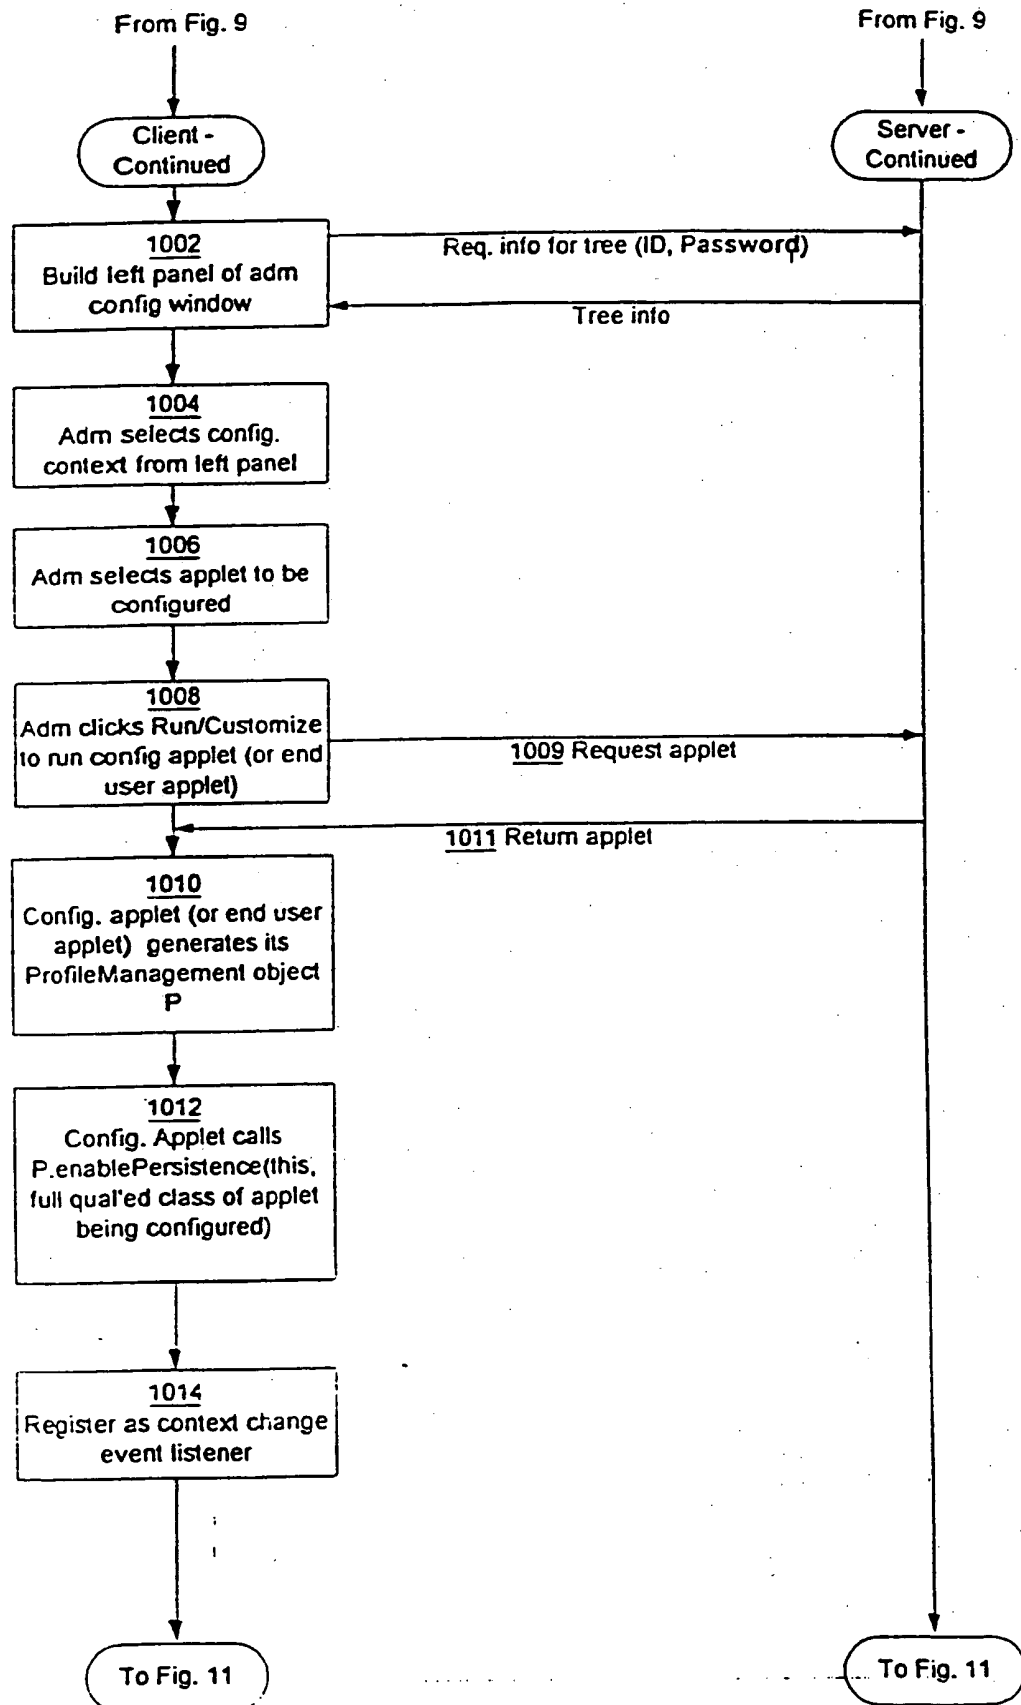 From Fig. 9
From Fig. 9
Client -
Continued
Server -
Continued
1002
Build left panel of adm
config window
Req. info for tree (ID, Password)
Tree info
1004
Adm selects config.
context from left panel
1006
Adm selects applet to be
configured
1008
Adm clicks Run/Customize
to run config applet (or end
user applet)
1009 Request applet
1011 Return applet
1010
Config. applet (or end user
applet) generates its
ProfileManagement object
P
1012
Config. Applet calls
P.enablePersistence(this,
full qual'ed class of applet
being configured)
1014
Register as context change
event listener
To Fig. 11
To Fig. 11